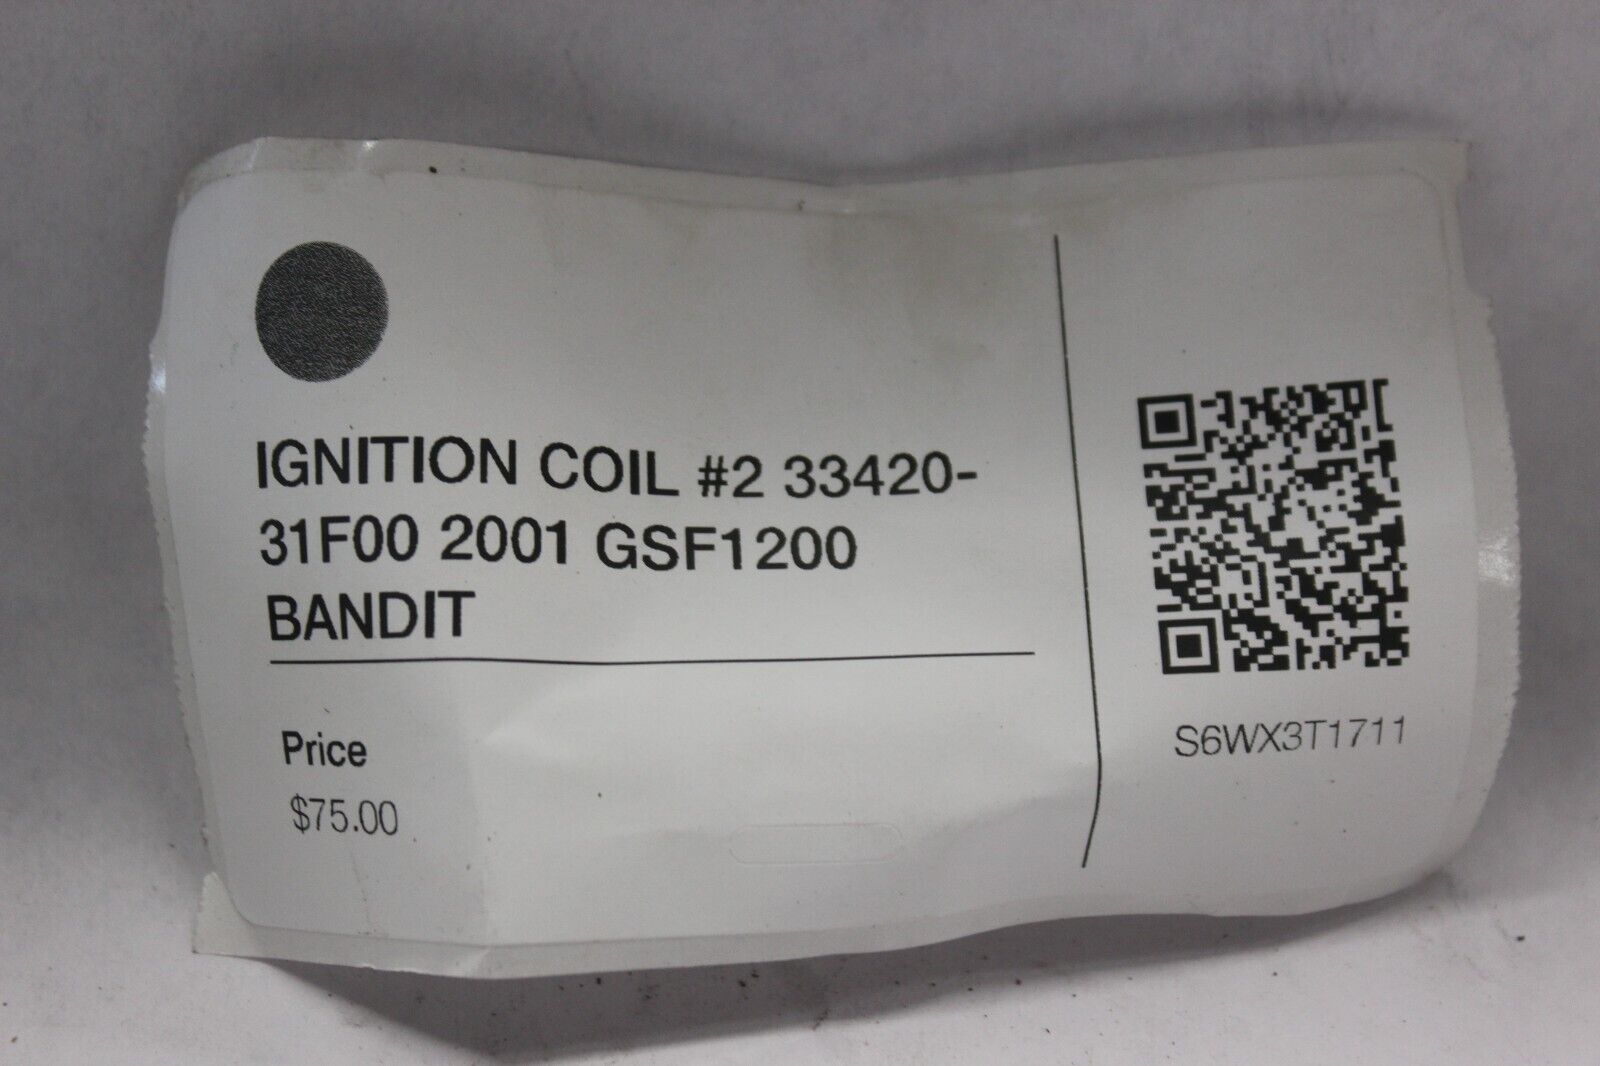 IGNITION COIL #2 33420-
31F00 2001 GSF1200
BANDIT
Price
$75.00
S6WX3T1711